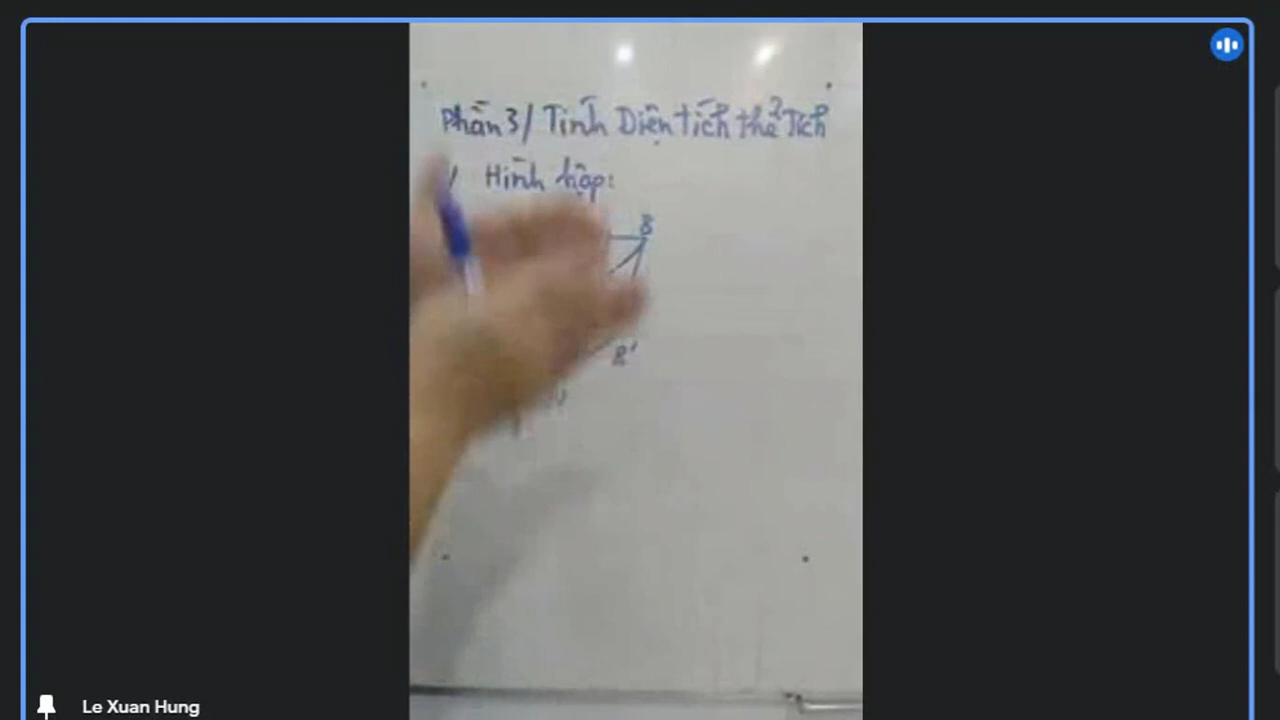 Phần 3/ Tính Diện tích thể Tích
/ Hình hộp:
B
B'
Le Xuan Hung